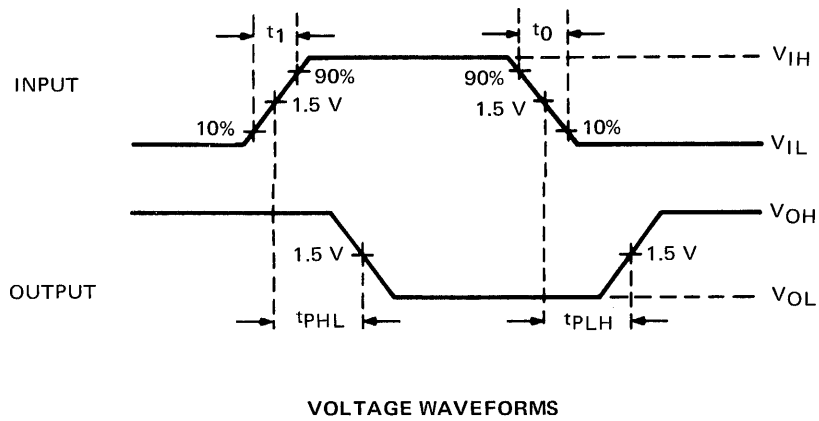 t1 t0
VIH
INPUT 90% 90%
1.5 V 1.5 V
10% 10%
VIL
VOH
1.5 V 1.5 V
OUTPUT
VOL
tPHL tPLH
VOLTAGE WAVEFORMS